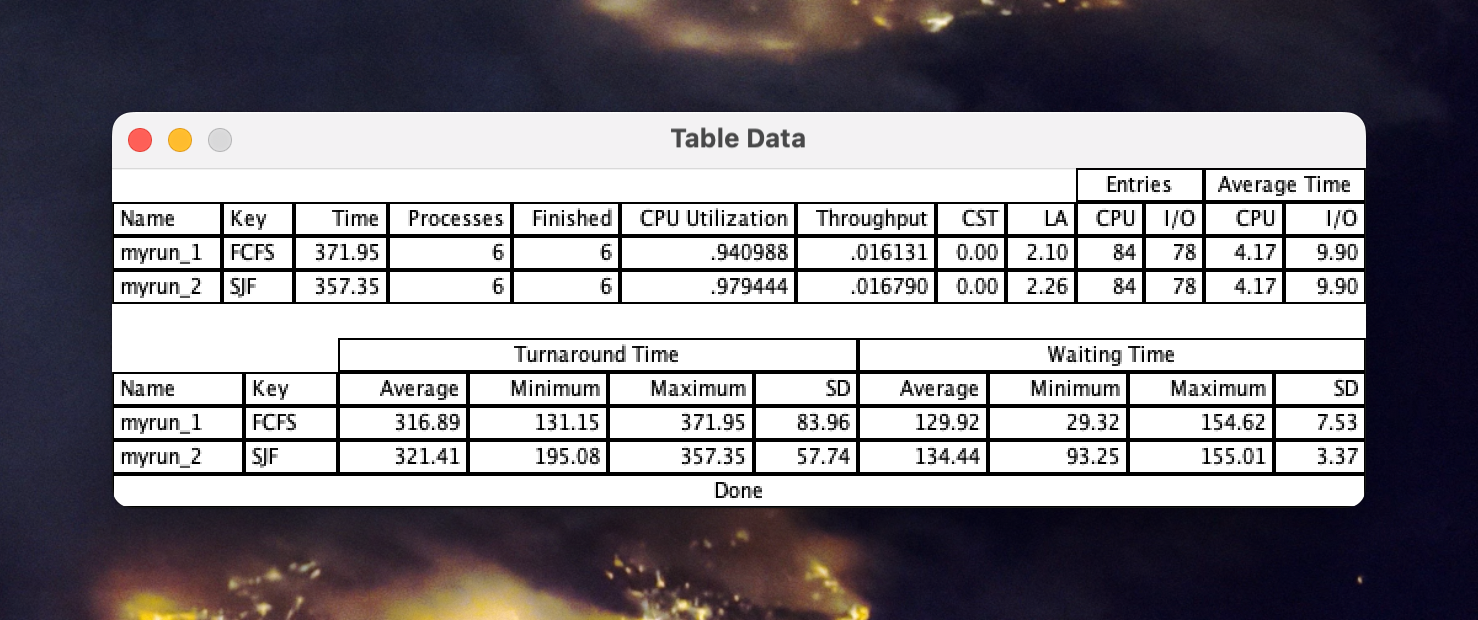 Table Data
Entries Average Time
Name Key Time Processes Finished CPU Utilization Throughput CST LA CPU I/O CPU I/O
myrun_1 FCFS 371.95 6 6 .940988 .016131 0.00 2.10 84 78 4.17 9.90
myrun_2 SJF 357.35 6 6 .979444 .016790 0.00 2.26 84 78 4.17 9.90
Turnaround Time Waiting Time
Name Key Average Minimum Maximum SD Average Minimum Maximum SD
myrun_1 FCFS 316.89 131.15 371.95 83.96 129.92 29.32 154.62 7.53
myrun_2 SJF 321.41 195.08 357.35 57.74 134.44 93.25 155.01 3.37
Done